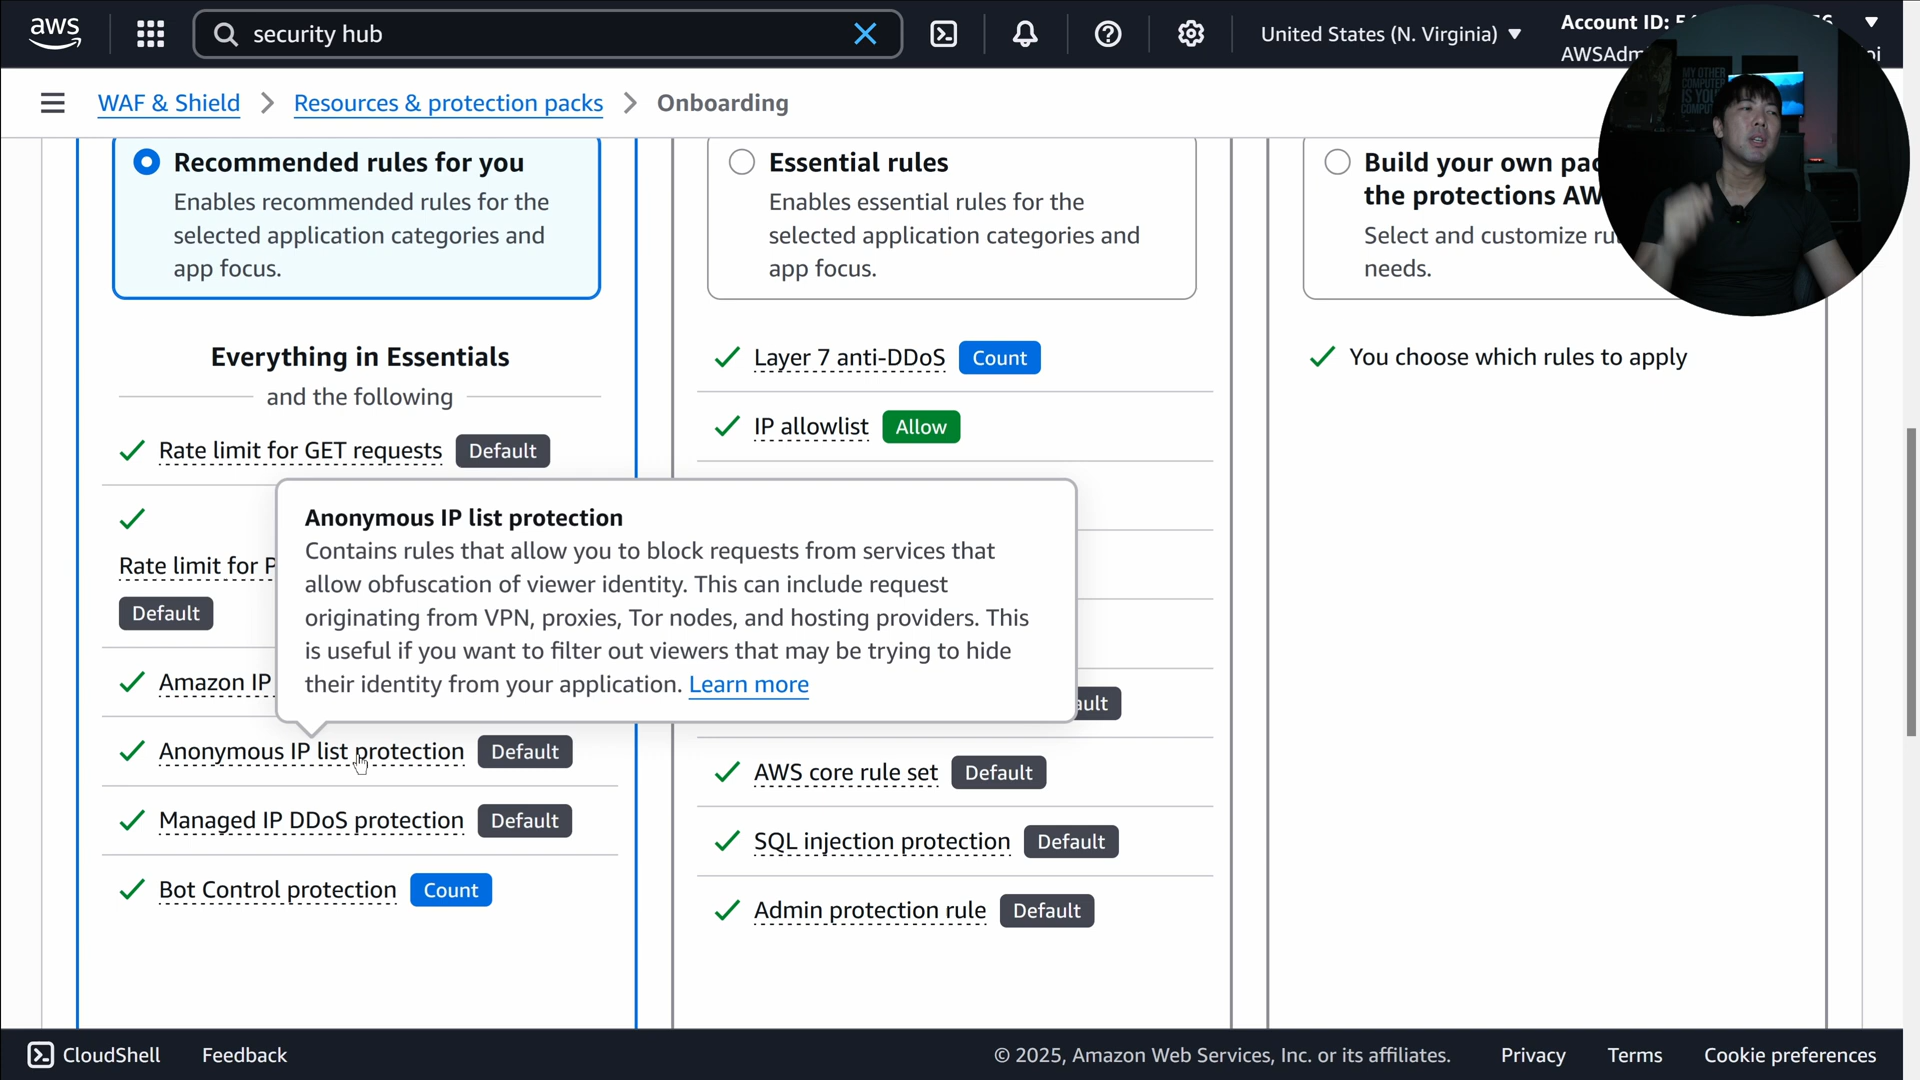 aws
security hub
United States (N. Virginia)
Account ID: 5
WAF & Shield
Resources & protection packs
Onboarding
MY OTHER
COMPUTER
IS YOUR
COMPUTER
Recommended rules for you
Enables recommended rules for the
selected application categories and
app focus.
Everything in Essentials
and the following
Rate limit for GET requests Default
Rate limit for P
Default
Amazon IP
Anonymous IP list protection Default
Managed IP DDoS protection Default
Bot Control protection Count
Anonymous IP list protection
Contains rules that allow you to block requests from services that
allow obfuscation of viewer identity. This can include request
originating from VPN, proxies, Tor nodes, and hosting providers. This
is useful if you want to filter out viewers that may be trying to hide
their identity from your application. Learn more
Essential rules
Enables essential rules for the
selected application categories and
app focus.
Layer 7 anti-DDoS Count
IP allowlist Allow
ault
AWS core rule set Default
SQL injection protection Default
Admin protection rule Default
Build your own pac
the protections AW
Select and customize ru
needs.
You choose which rules to apply
CloudShell
Feedback
© 2025, Amazon Web Services, Inc. or its affiliates.
Privacy
Terms
Cookie preferences